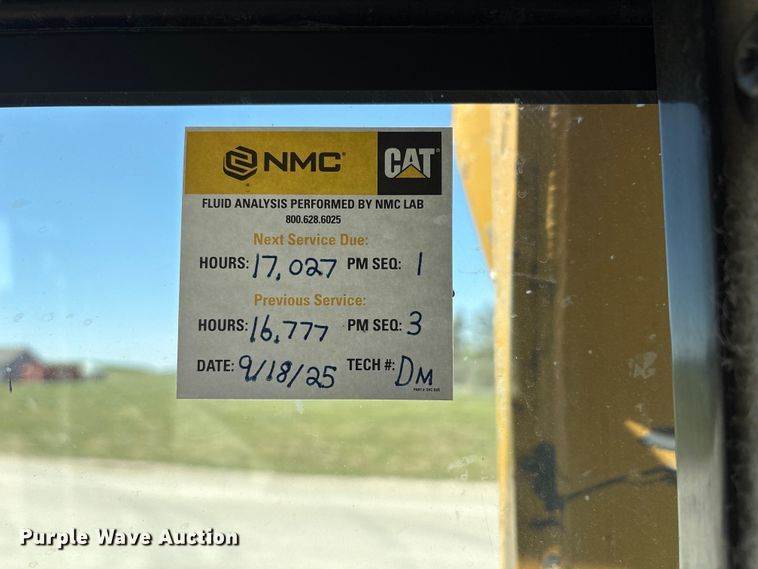 NMC CAT
FLUID ANALYSIS PERFORMED BY NMC LAB
800.628.6025
Next Service Due:
HOURS: 17,027 PM SEQ: 1
Previous Service:
HOURS: 16,777 PM SEQ: 3
DATE: 9/18/25 TECH #: DM
Purple Wave Auction